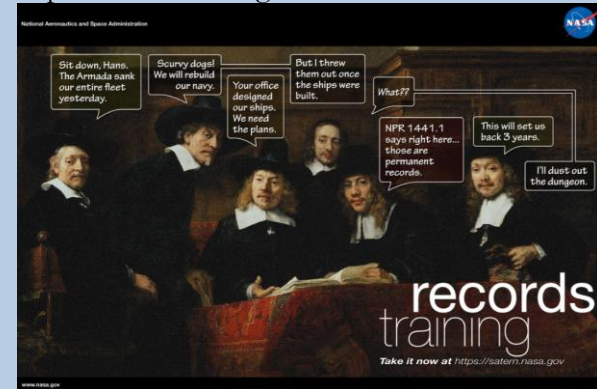 National Aeronautics and Space Administration
NASA
Sit down, Hans.
The Armada sank
our entire fleet
yesterday.
Scurvy dogs!
We will rebuild
our navy.
Your office
designed
our ships.
We need
the plans.
But I threw
them out once
the ships were
built.
What??
NPR 1441.1
says right here...
those are
permanent
records.
This will set us
back 3 years.
I'll dust out
the dungeon.
records
training
Take it now at https://satern.nasa.gov
www.nasa.gov